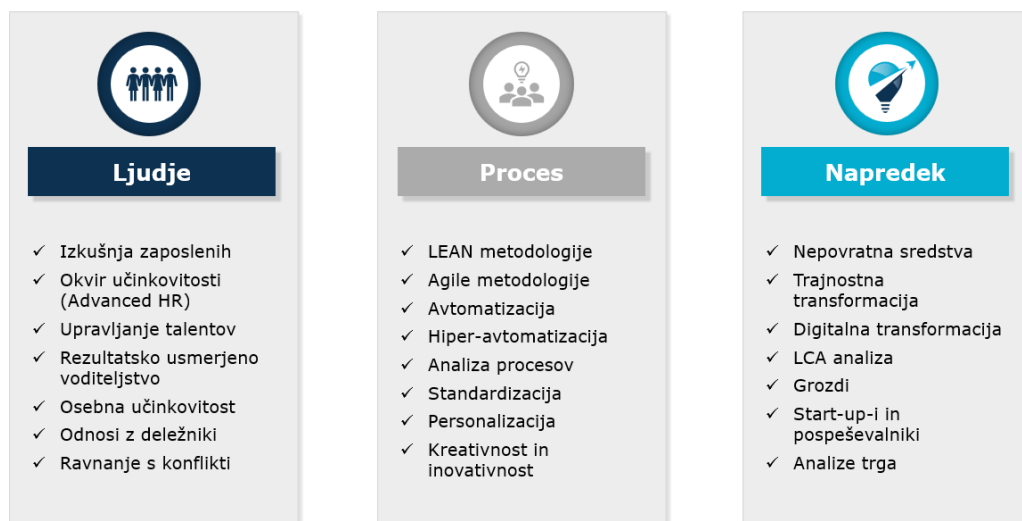 Ljudje
Izkušnja zaposlenih
Okvir učinkovitosti
(Advanced HR)
Upravljanje talentov
Rezultatsko usmerjeno
voditeljstvo
Osebna učinkovitost
Odnosi z deležniki
Ravnanje s konflikti
Proces
LEAN metodologije
Agile metodologije
Avtomatizacija
Hiper-avtomatizacija
Analiza procesov
Standardizacija
Personalizacija
Kreativnost in
inovativnost
Napredek
Nepovratna sredstva
Trajnostna
transformacija
Digitalna transformacija
LCA analiza
Grozdi
Start-up-i in
pospeševalniki
Analize trga